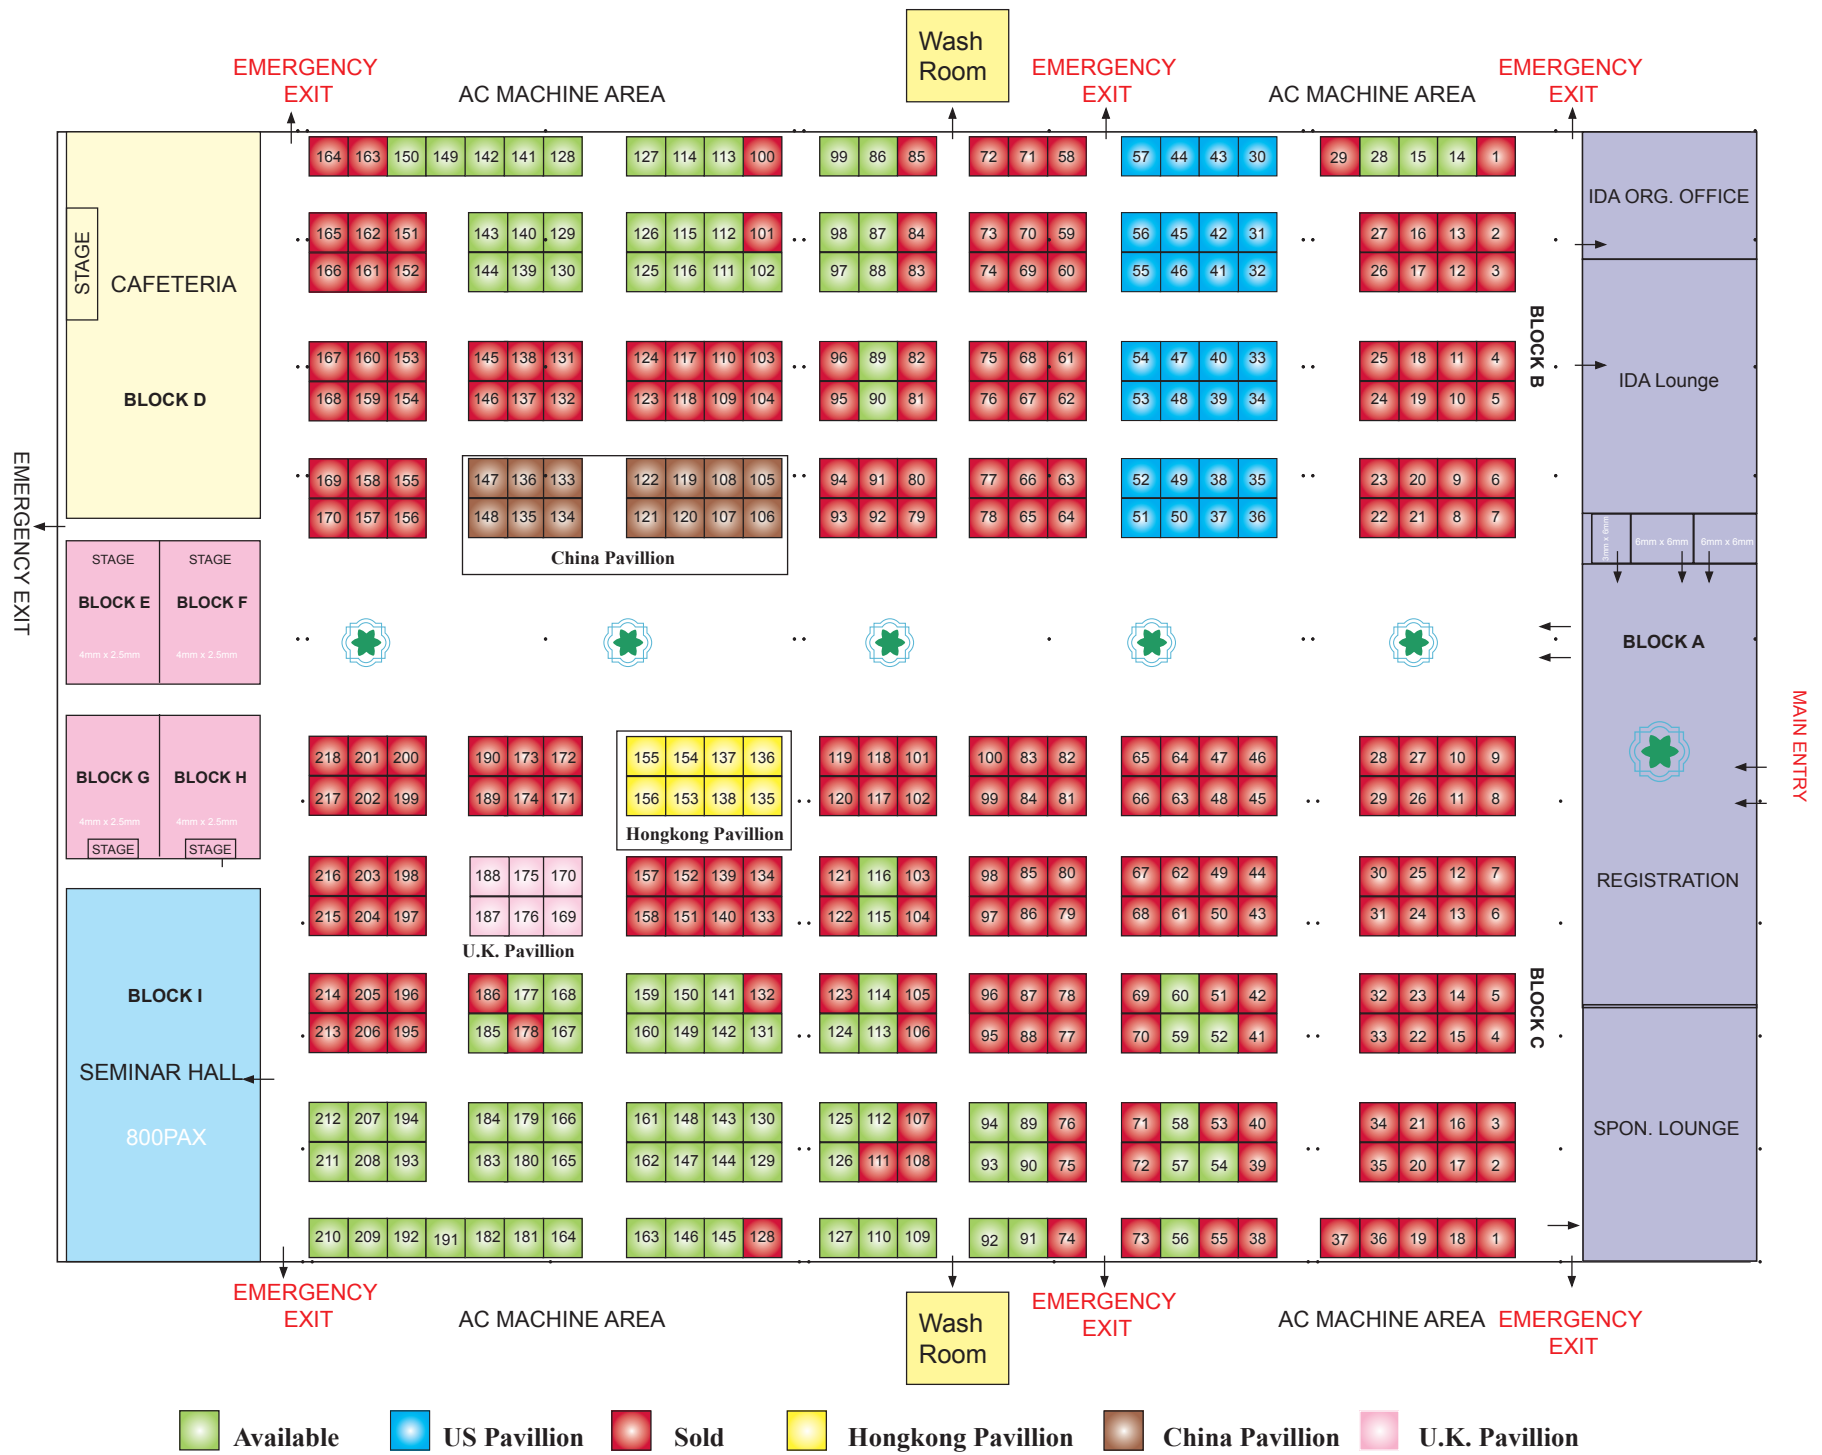 Wash
Room
EMERGENCY
EXIT
AC MACHINE AREA
EMERGENCY
EXIT
AC MACHINE AREA
EMERGENCY
EXIT
164 163 150 149 142 141 128 127 114 113 100 99 86 85 72 71 58 57 44 43 30 29 28 15 14 1
165 162 151 143 140 129 126 115 112 101 98 87 84 73 70 59 56 45 42 31 27 16 13 2
166 161 152 144 139 130 125 116 111 102 97 88 83 74 69 60 55 46 41 32 26 17 12 3
167 160 153 145 138 131 124 117 110 103 96 89 82 75 68 61 54 47 40 33 25 18 11 4
168 159 154 146 137 132 123 118 109 104 95 90 81 76 67 62 53 48 39 34 24 19 10 5
169 158 155 147 136 133 122 119 108 105 94 91 80 77 66 63 52 49 38 35 23 20 9 6
170 157 156 148 135 134 121 120 107 106 93 92 79 78 65 64 51 50 37 36 22 21 8 7
China Pavillion
STAGE
CAFETERIA
BLOCK D
EMERGENCY EXIT
STAGE STAGE
BLOCK E BLOCK F
4mm x 2.5mm 4mm x 2.5mm
BLOCK G BLOCK H
4mm x 2.5mm 4mm x 2.5mm
STAGE STAGE
BLOCK I
SEMINAR HALL
800PAX
BLOCK B
IDA ORG. OFFICE
IDA Lounge
3mm x 6mm 6mm x 6mm 6mm x 6mm
BLOCK A
MAIN ENTRY
REGISTRATION
SPON. LOUNGE
BLOCK C
218 201 200 190 173 172 155 154 137 136 119 118 101 100 83 82 65 64 47 46 28 27 10 9
217 202 199 189 174 171 156 153 138 135 120 117 102 99 84 81 66 63 48 45 29 26 11 8
Hongkong Pavillion
216 203 198 188 175 170 157 152 139 134 121 116 103 98 85 80 67 62 49 44 30 25 12 7
215 204 197 187 176 169 158 151 140 133 122 115 104 97 86 79 68 61 50 43 31 24 13 6
U.K. Pavillion
214 205 196 186 177 168 159 150 141 132 123 114 105 96 87 78 69 60 51 42 32 23 14 5
213 206 195 185 178 167 160 149 142 131 124 113 106 95 88 77 70 59 52 41 33 22 15 4
212 207 194 184 179 166 161 148 143 130 125 112 107 94 89 76 71 58 53 40 34 21 16 3
211 208 193 183 180 165 162 147 144 129 126 111 108 93 90 75 72 57 54 39 35 20 17 2
210 209 192 191 182 181 164 163 146 145 128 127 110 109 92 91 74 73 56 55 38 37 36 19 18 1
EMERGENCY
EXIT
AC MACHINE AREA
Wash
Room
EMERGENCY
EXIT
AC MACHINE AREA
EMERGENCY
EXIT
Available US Pavillion Sold Hongkong Pavillion China Pavillion U.K. Pavillion